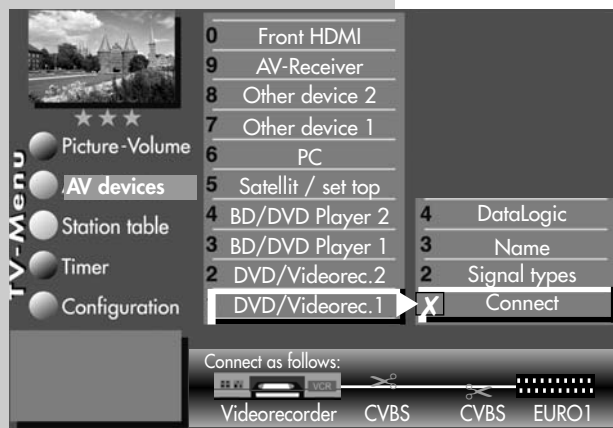 TV-Menu
Picture-Volume
AV devices
Station table
Timer
Configuration
0 Front HDMI
9 AV-Receiver
8 Other device 2
7 Other device 1
6 PC
5 Satellit / set top
4 BD/DVD Player 2
3 BD/DVD Player 1
2 DVD/Videorec.2
DVD/Videorec.1
4 DataLogic
3 Name
2 Signal types
X Connect
Connect as follows:
VCR
Videorecorder CVBS CVBS EURO1